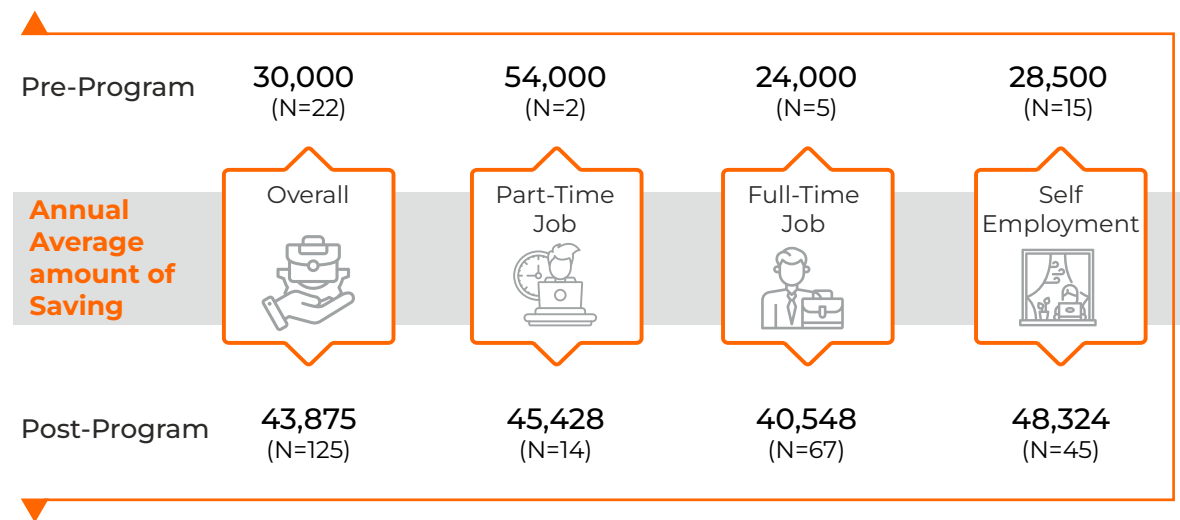 Pre-Program
30,000
(N=22)
54,000
(N=2)
24,000
(N=5)
28,500
(N=15)
Annual
Average
amount of
Saving
Overall
Part-Time
Job
Full-Time
Job
Self
Employment
Post-Program
43,875
(N=125)
45,428
(N=14)
40,548
(N=67)
48,324
(N=45)